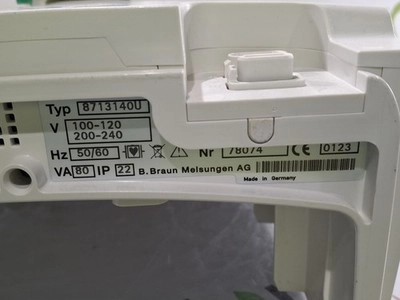 Typ 8713140U
V 100-120
200-240
Hz 50/60 Nr 78074 CE 0123
VA 80 IP 22 B.Braun Melsungen AG
Made in Germany